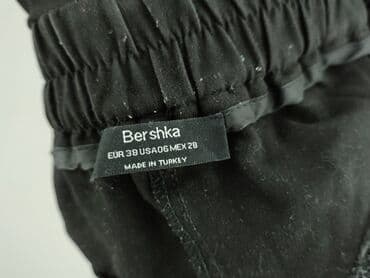 Bershka
EUR 38 USA 06 MEX 28
MADE IN TURKEY